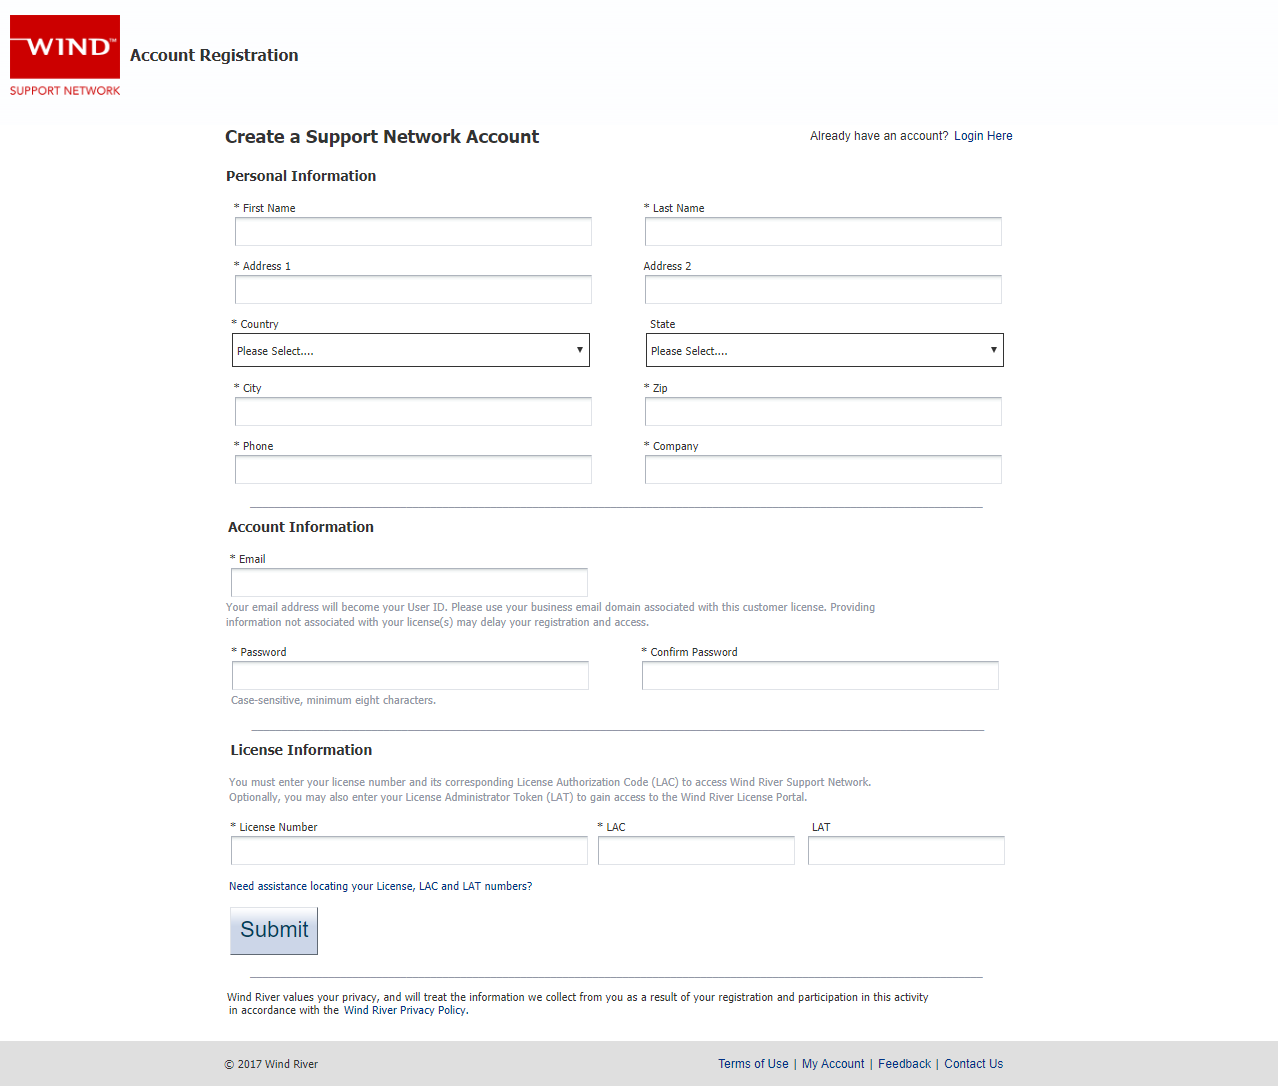 WIND™
SUPPORT NETWORK
Account Registration
Create a Support Network Account
Already have an account? Login Here
Personal Information
* First Name
* Last Name
* Address 1
Address 2
* Country
State
Please Select....
Please Select....
* City
* Zip
* Phone
* Company
Account Information
* Email
Your email address will become your User ID. Please use your business email domain associated with this customer license. Providing
information not associated with your license(s) may delay your registration and access.
* Password
* Confirm Password
Case-sensitive, minimum eight characters.
License Information
You must enter your license number and its corresponding License Authorization Code (LAC) to access Wind River Support Network.
Optionally, you may also enter your License Administrator Token (LAT) to gain access to the Wind River License Portal.
* License Number
* LAC
LAT
Need assistance locating your License, LAC and LAT numbers?
Submit
Wind River values your privacy, and will treat the information we collect from you as a result of your registration and participation in this activity
in accordance with the Wind River Privacy Policy.
© 2017 Wind River
Terms of Use | My Account | Feedback | Contact Us